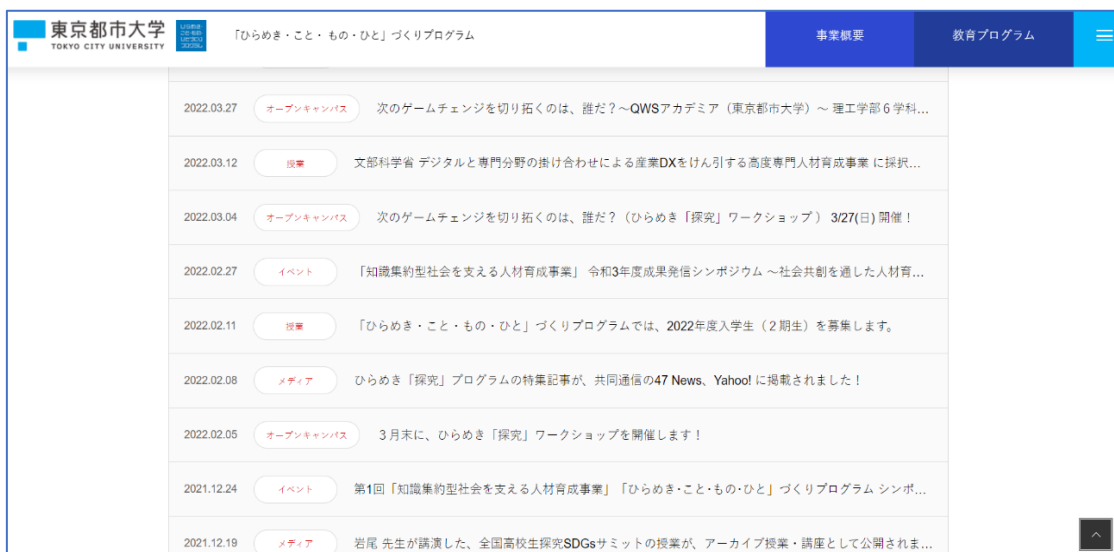 東京都市大学
TOKYO CITY UNIVERSITY
ひらめき
こと・もの
ひとづくり
プログラム
「ひらめき・こと・ もの・ひと」づくりプログラム
事業概要
教育プログラム
2022.03.27 オープンキャンパス 次のゲームチェンジを切り拓くのは、誰だ？～QWSアカデミア（東京都市大学）～ 理工学部６学科...
2022.03.12 授業 文部科学省 デジタルと専門分野の掛け合わせによる産業DXをけん引する高度専門人材育成事業 に採択...
2022.03.04 オープンキャンパス 次のゲームチェンジを切り拓くのは、誰だ？（ひらめき「探究」ワークショップ ） 3/27(日) 開催！
2022.02.27 イベント 「知識集約型社会を支える人材育成事業」 令和3年度成果発信シンポジウム ～社会共創を通した人材育...
2022.02.11 授業 「ひらめき・こと・もの・ひと」づくりプログラムでは、2022年度入学生（２期生）を募集します。
2022.02.08 メディア ひらめき「探究」プログラムの特集記事が、共同通信の47 News、Yahoo! に掲載されました！
2022.02.05 オープンキャンパス ３月末に、ひらめき「探究」ワークショップを開催します！
2021.12.24 イベント 第1回「知識集約型社会を支える人材育成事業」「ひらめき・こと・もの・ひと」づくりプログラム シンポ...
2021.12.19 メディア 岩尾 先生が講演した、全国高校生探究SDGsサミットの授業が、アーカイブ授業・講座として公開されま...